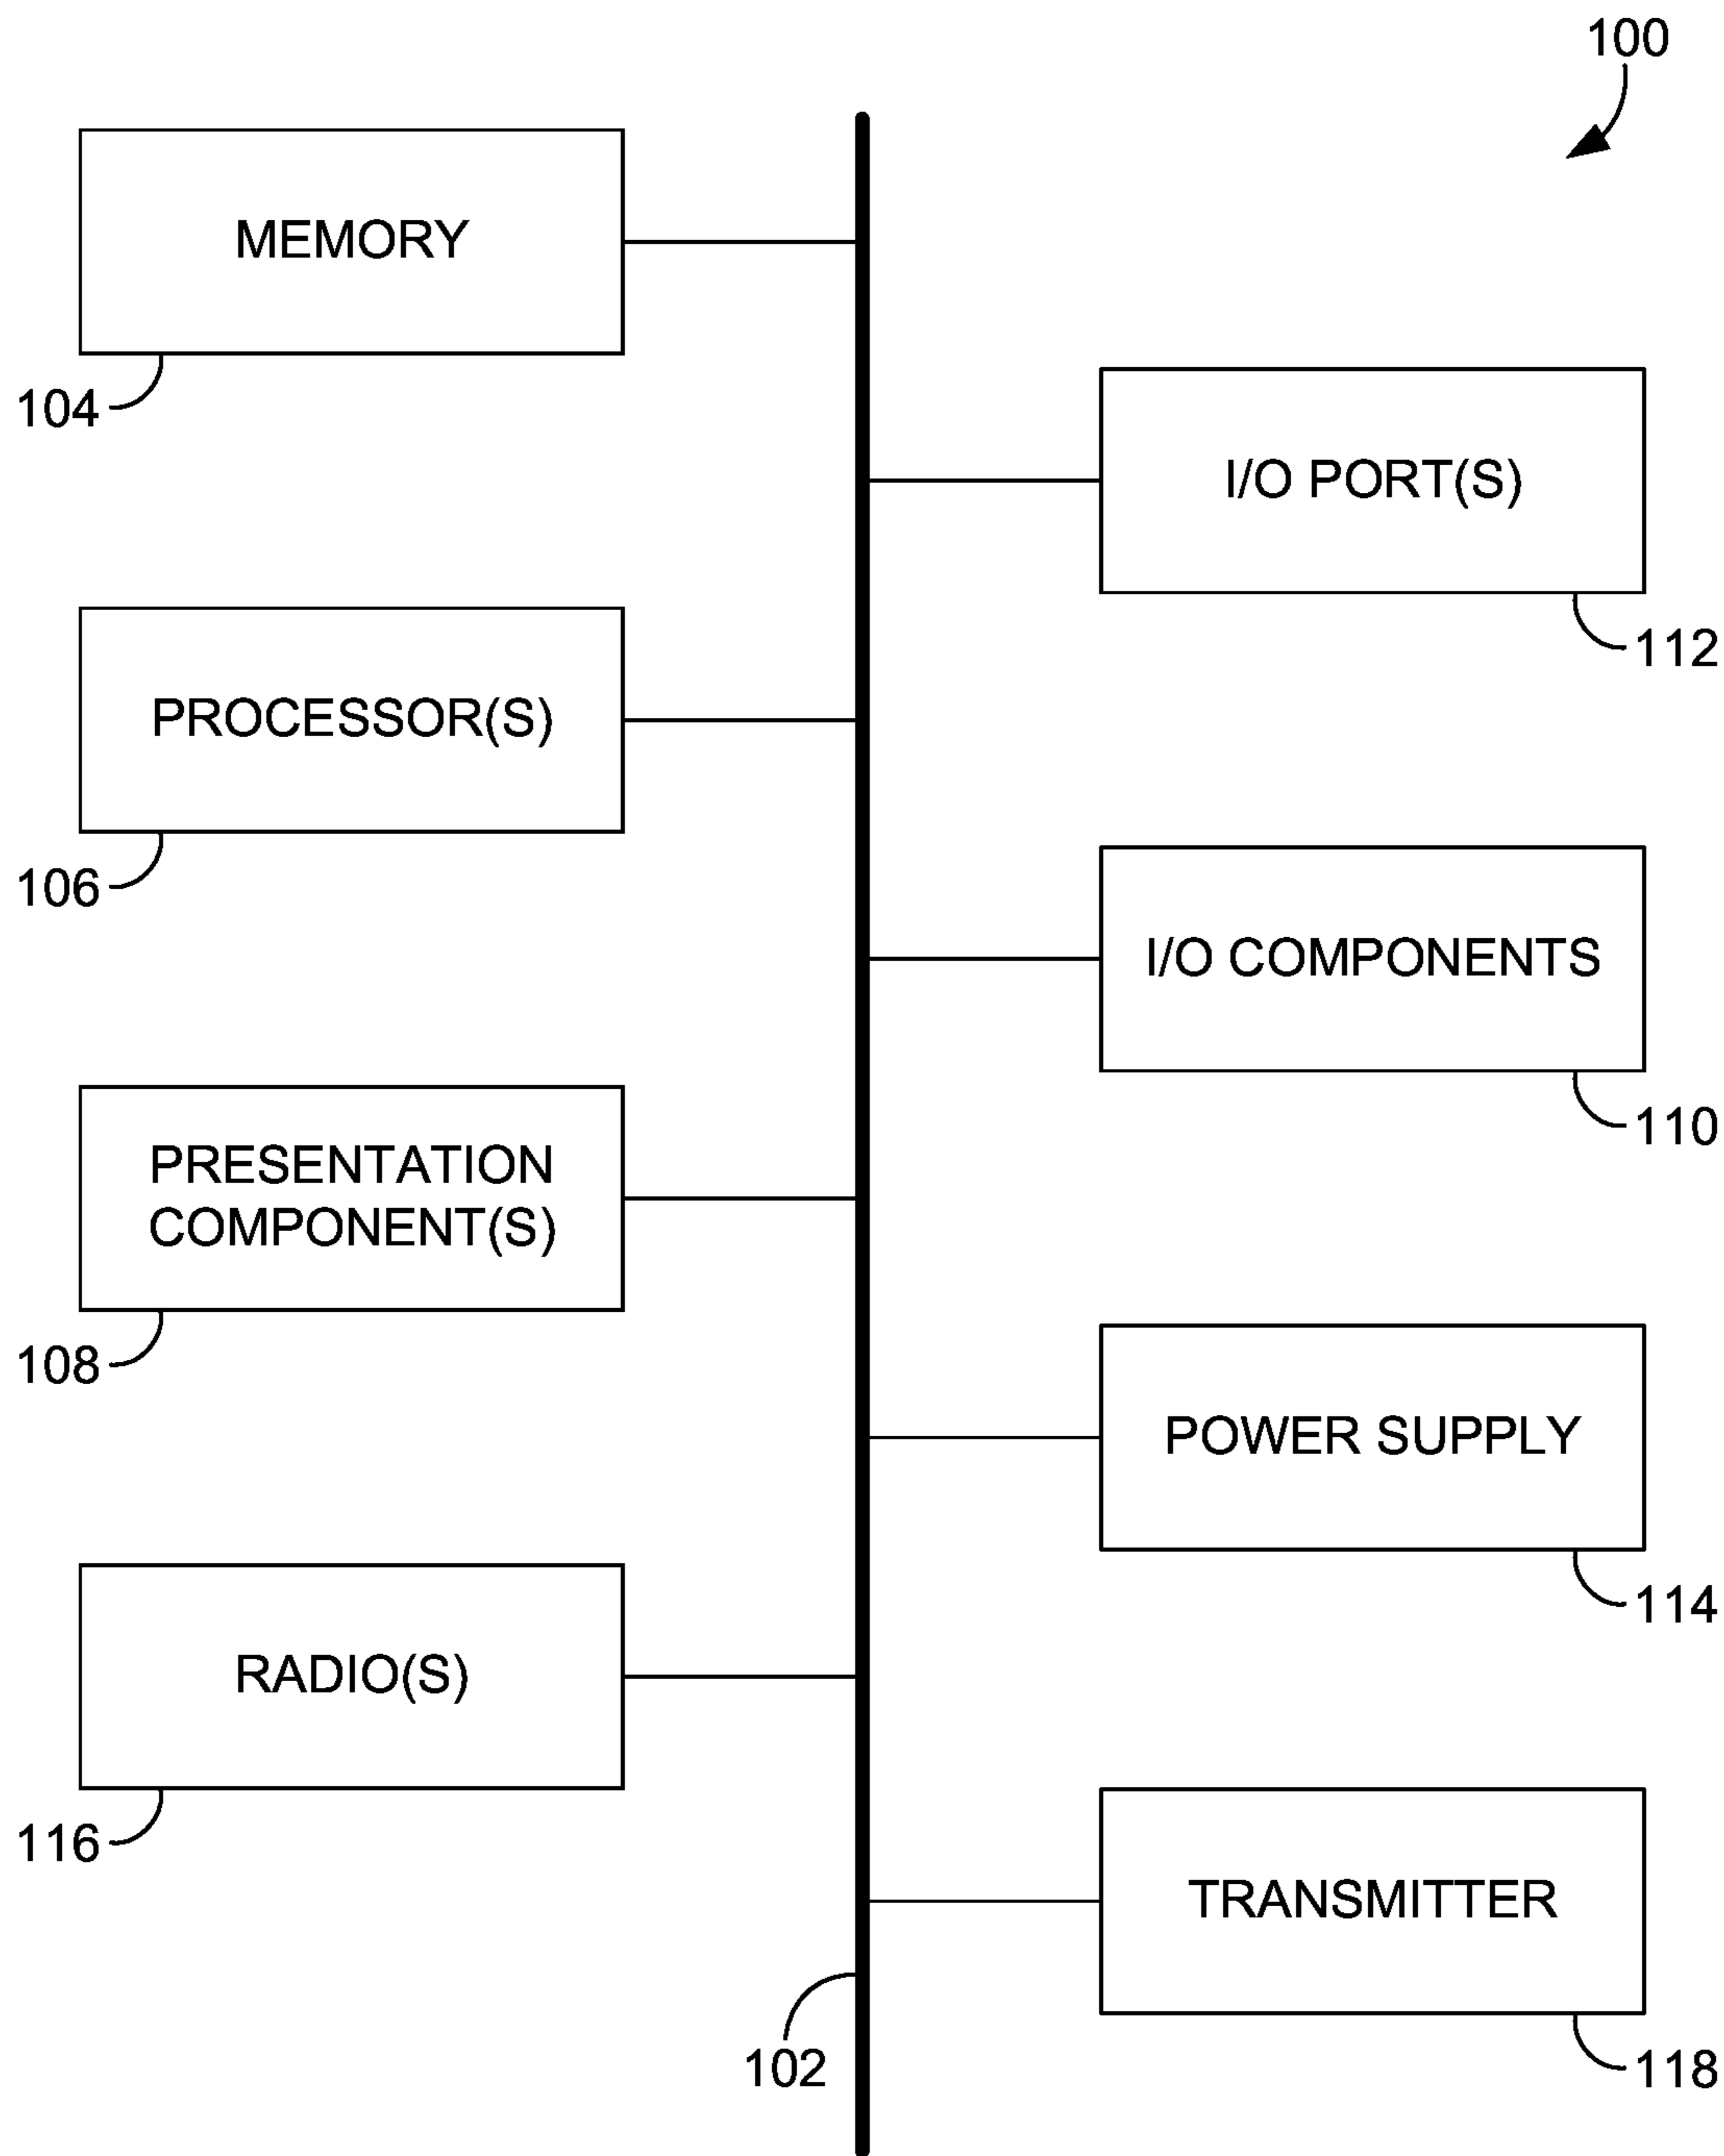 100
MEMORY
104
I/O PORT(S)
112
PROCESSOR(S)
106
I/O COMPONENTS
110
PRESENTATION
COMPONENT(S)
108
POWER SUPPLY
114
RADIO(S)
116
TRANSMITTER
118
102